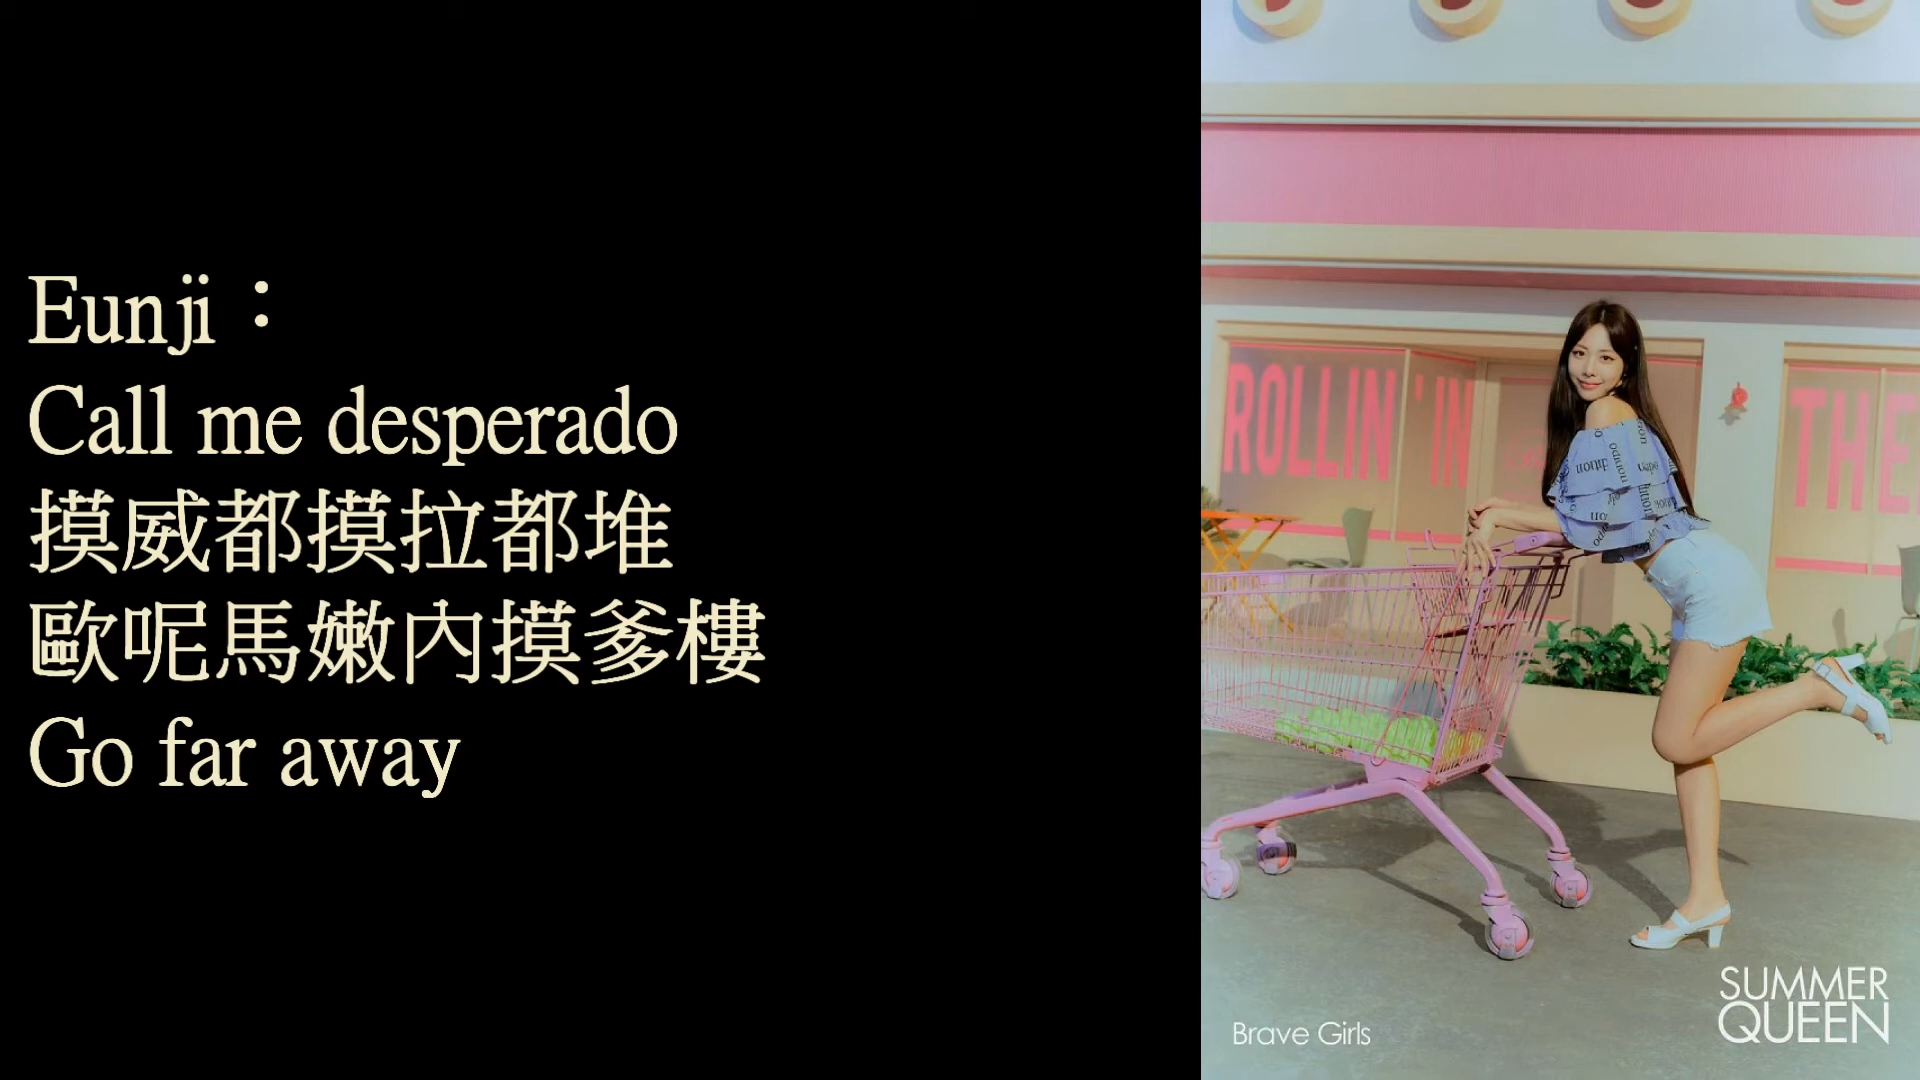 Eunji：
Call me desperado
摸威都摸拉都堆
歐呢馬嫩內摸爹樓
Go far away
ROLLIN' IN
THE
Brave Girls
SUMMER
QUEEN